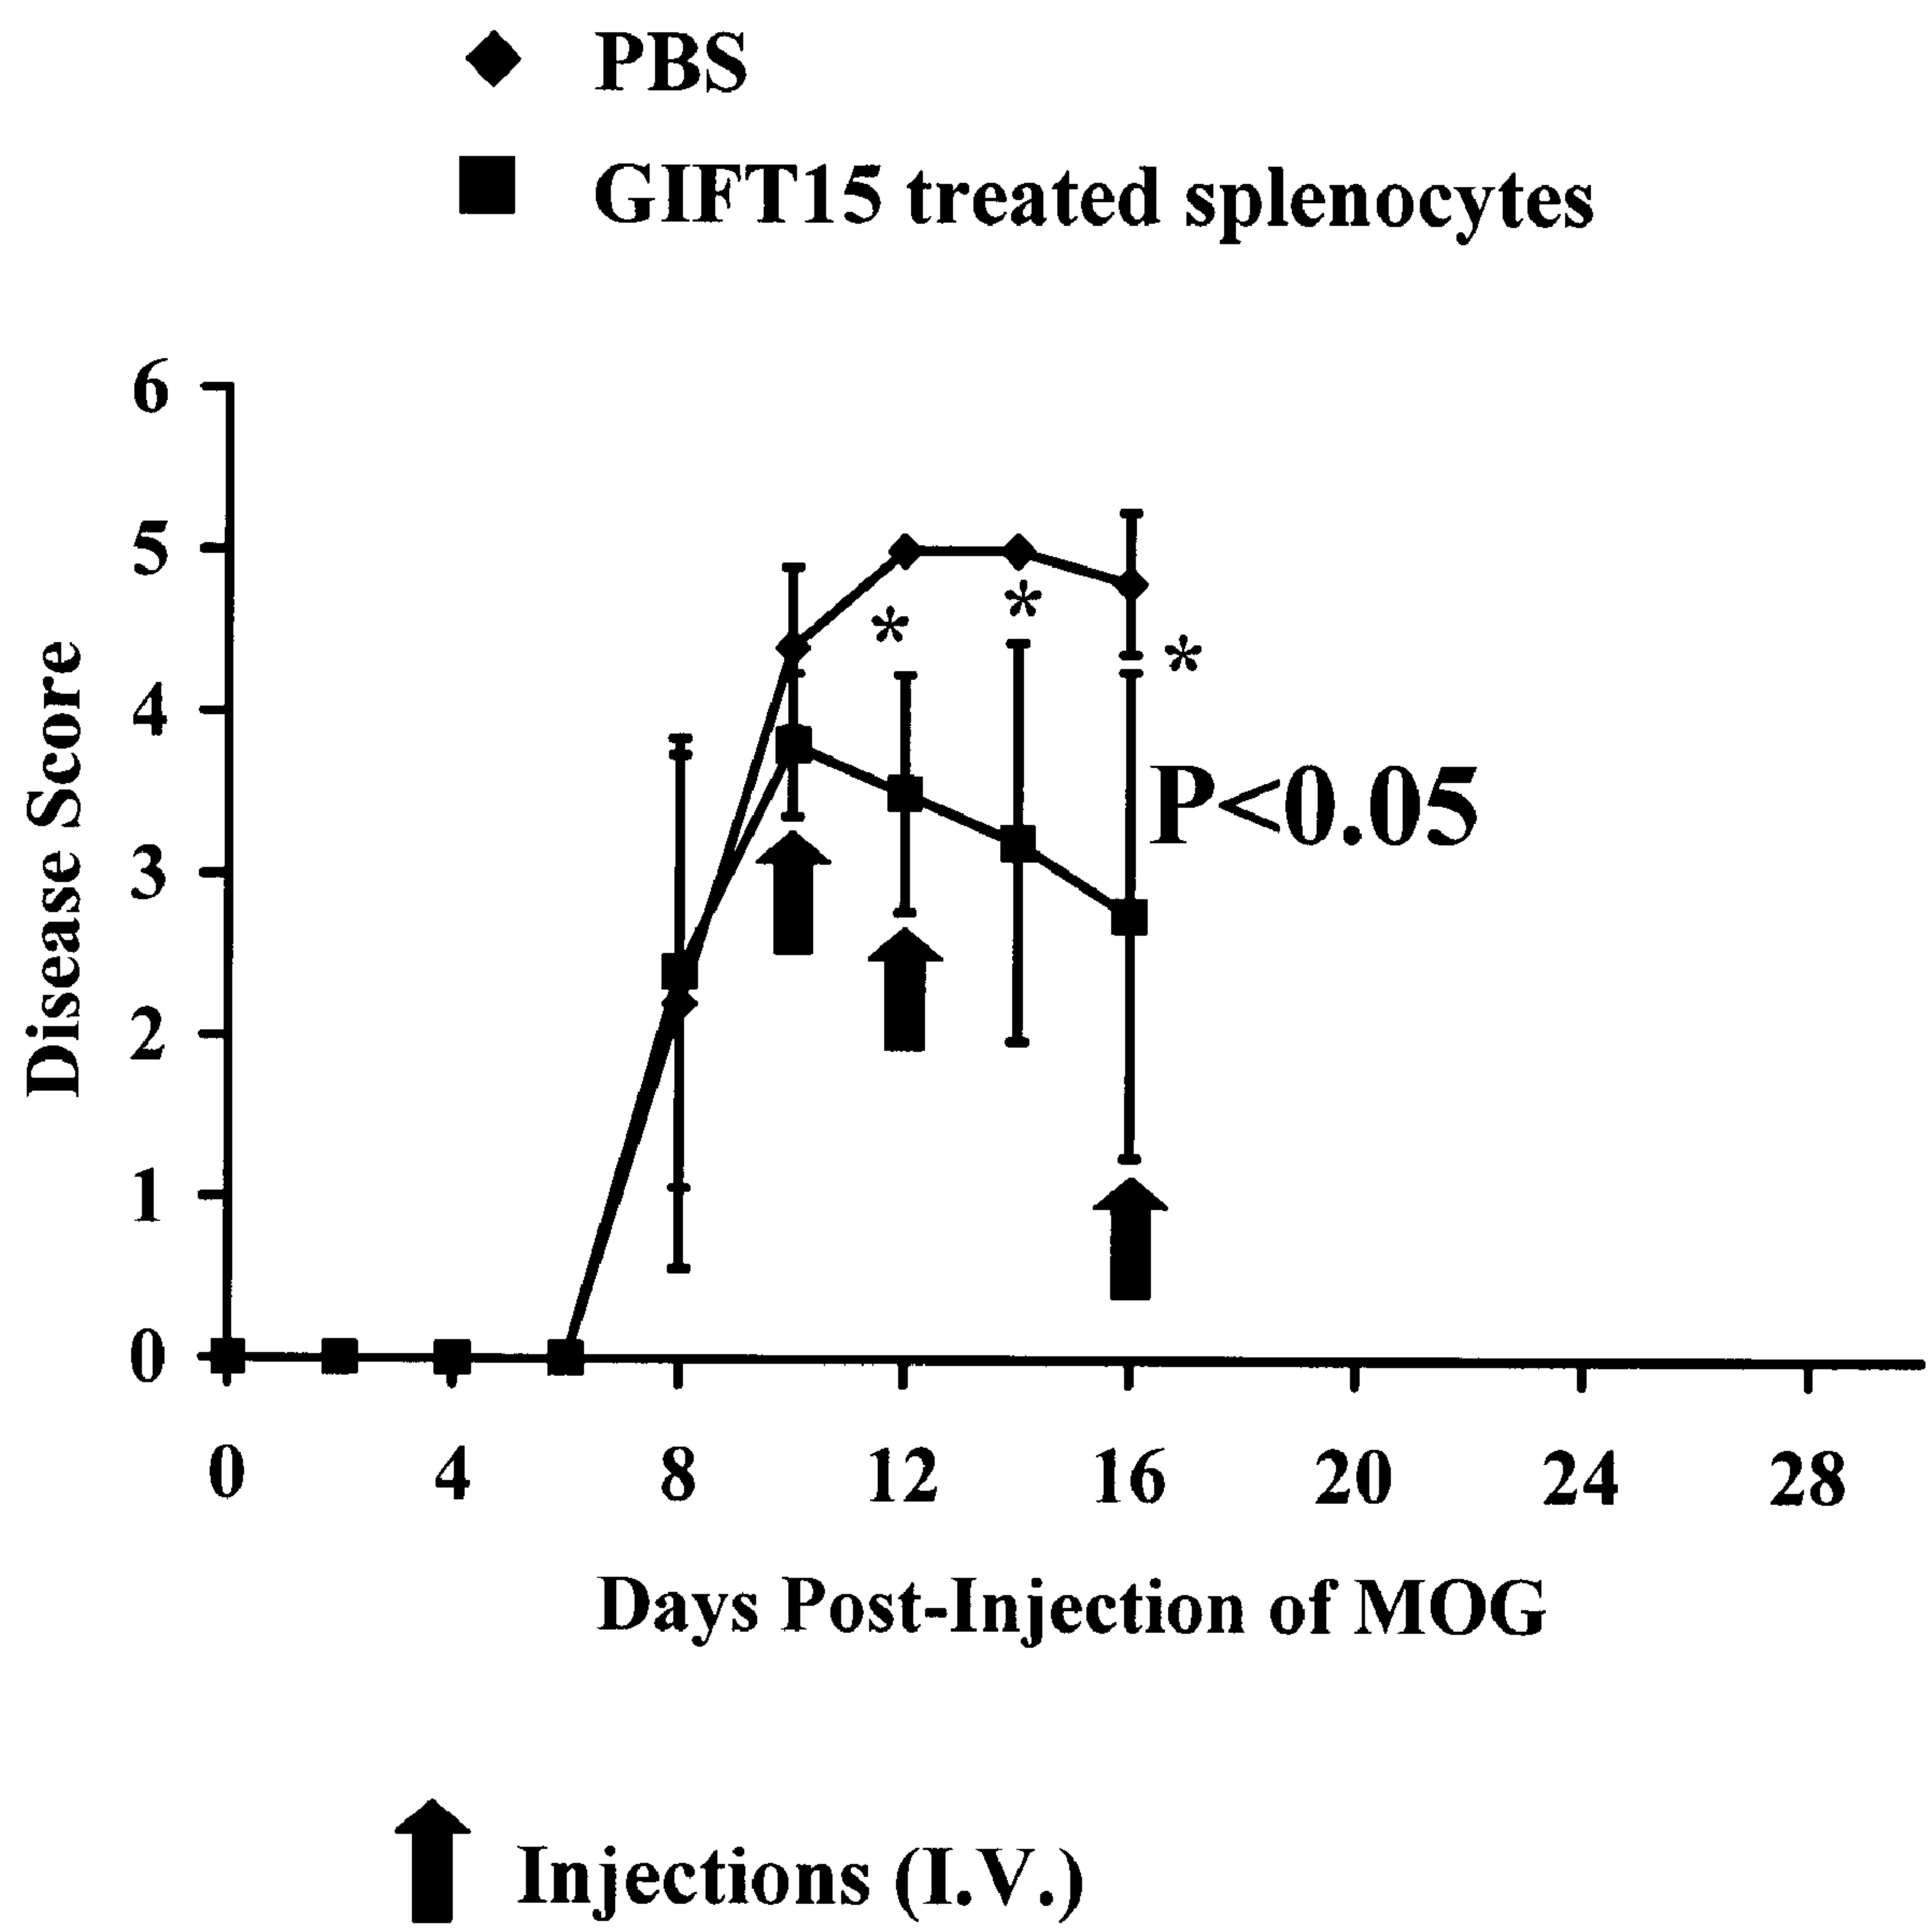 PBS
GIFT15 treated splenocytes
6
5
4
3
2
1
0
Disease Score
*
*
*
P<0.05
0 4 8 12 16 20 24 28
Days Post-Injection of MOG
Injections (I.V.)